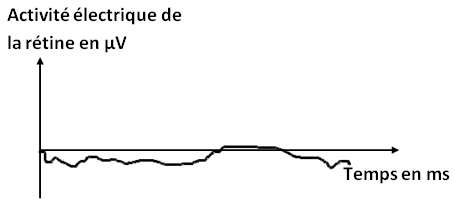 Activité électrique de
la rétine en µV
Temps en ms